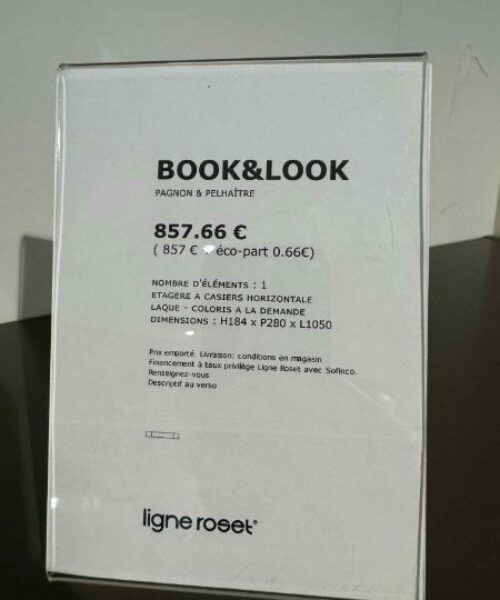 BOOK&LOOK
PAGNON & PELHAÎTRE
857.66 €
( 857 € + éco-part 0.66€)
NOMBRE D'ÉLÉMENTS : 1
ETAGERE A CASIERS HORIZONTALE
LAQUE - COLORIS A LA DEMANDE
DIMENSIONS : H184 x P280 x L1050
Prix emporté. Livraison: conditions en magasin
Financement à taux privilège Ligne Roset avec Sofinco.
Renseignez-vous
Descriptif au verso
ligne roset®